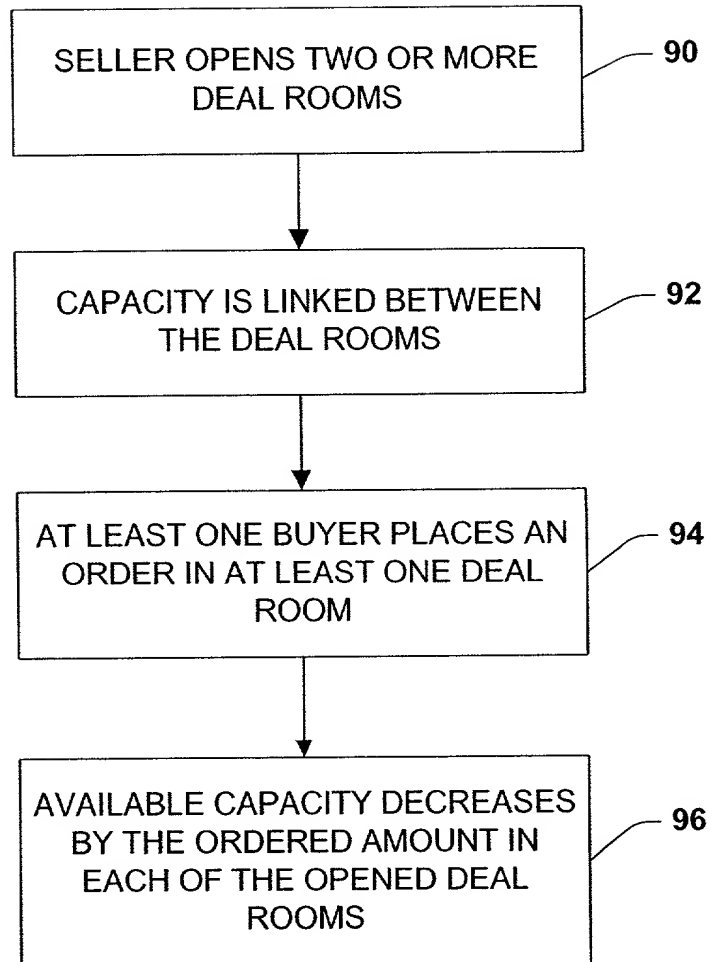 SELLER OPENS TWO OR MORE
DEAL ROOMS
90
CAPACITY IS LINKED BETWEEN
THE DEAL ROOMS
92
AT LEAST ONE BUYER PLACES AN
ORDER IN AT LEAST ONE DEAL
ROOM
94
AVAILABLE CAPACITY DECREASES
BY THE ORDERED AMOUNT IN
EACH OF THE OPENED DEAL
ROOMS
96